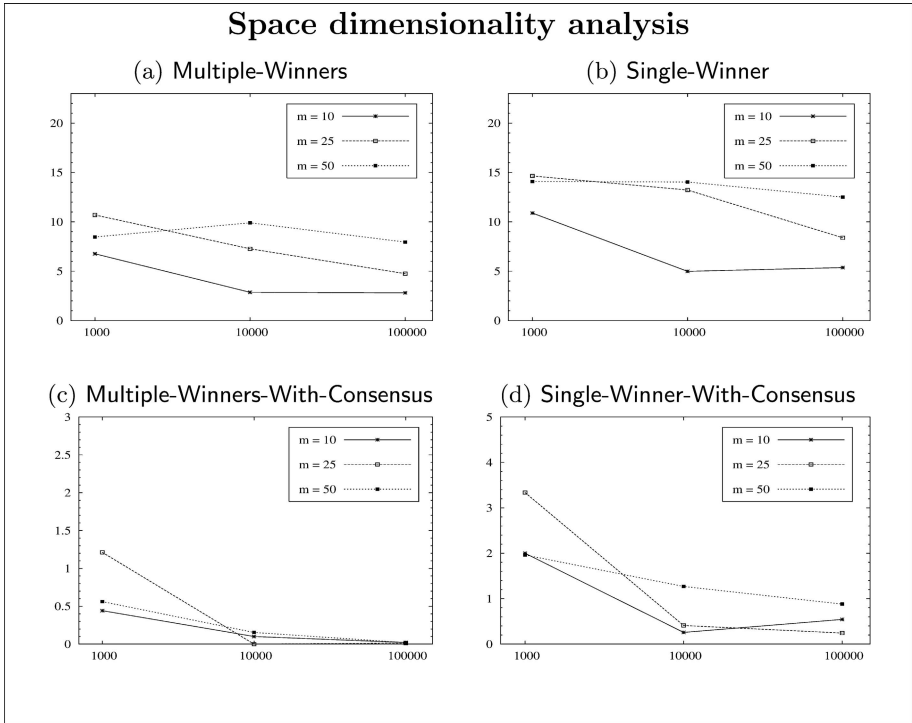 Space dimensionality analysis
(a) Multiple-Winners
20
15
10
5
0
1000
10000
100000
m = 10
m = 25
m = 50
(b) Single-Winner
20
15
10
5
0
1000
10000
100000
m = 10
m = 25
m = 50
(c) Multiple-Winners-With-Consensus
3
2.5
2
1.5
1
0.5
0
1000
10000
100000
m = 10
m = 25
m = 50
(d) Single-Winner-With-Consensus
5
4
3
2
1
0
1000
10000
100000
m = 10
m = 25
m = 50